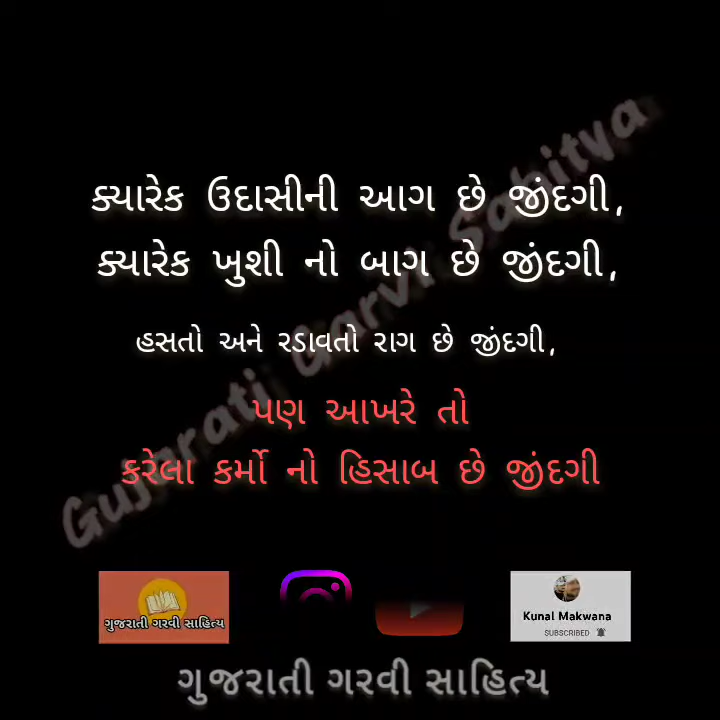 ક્યારેક ઉદાસીની આગ છે જીંદગી,
ક્યારેક ખુશી નો બાગ છે જીંદગી,
હસતો અને રડાવતો રાગ છે જીંદગી,
પણ આખરે તો
કરેલા કર્મો નો હિસાબ છે જીંદગી
Gujarati Garvi Sahitya
ગુજરાતી ગરવી સાહિત્ય
Kunal Makwana
SUBSCRIBED
ગુજરાતી ગરવી સાહિત્ય